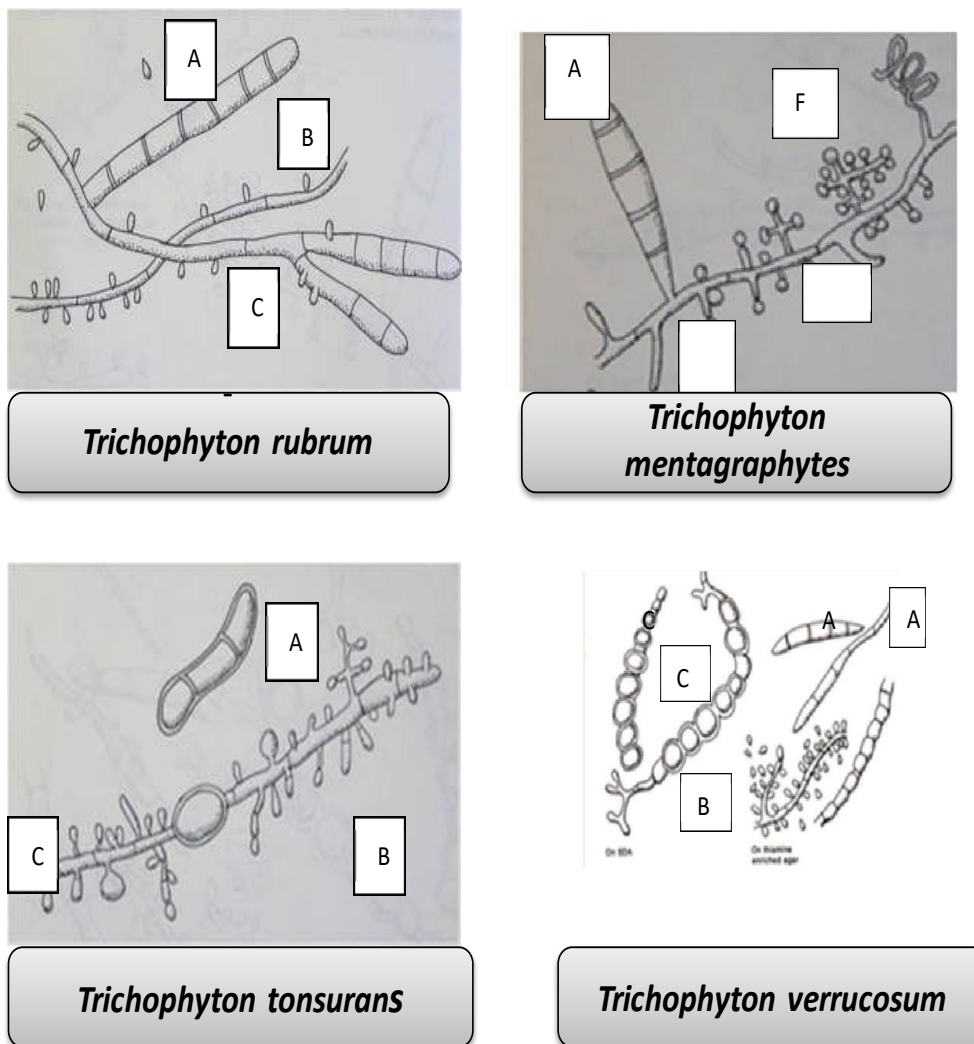 A
B
C
Trichophyton rubrum
A
F
Trichophyton
mentagraphytes
A
C
B
Trichophyton tonsurans
C
A
A
C
B
On SDA
On thiamine
enriched agar
Trichophyton verrucosum